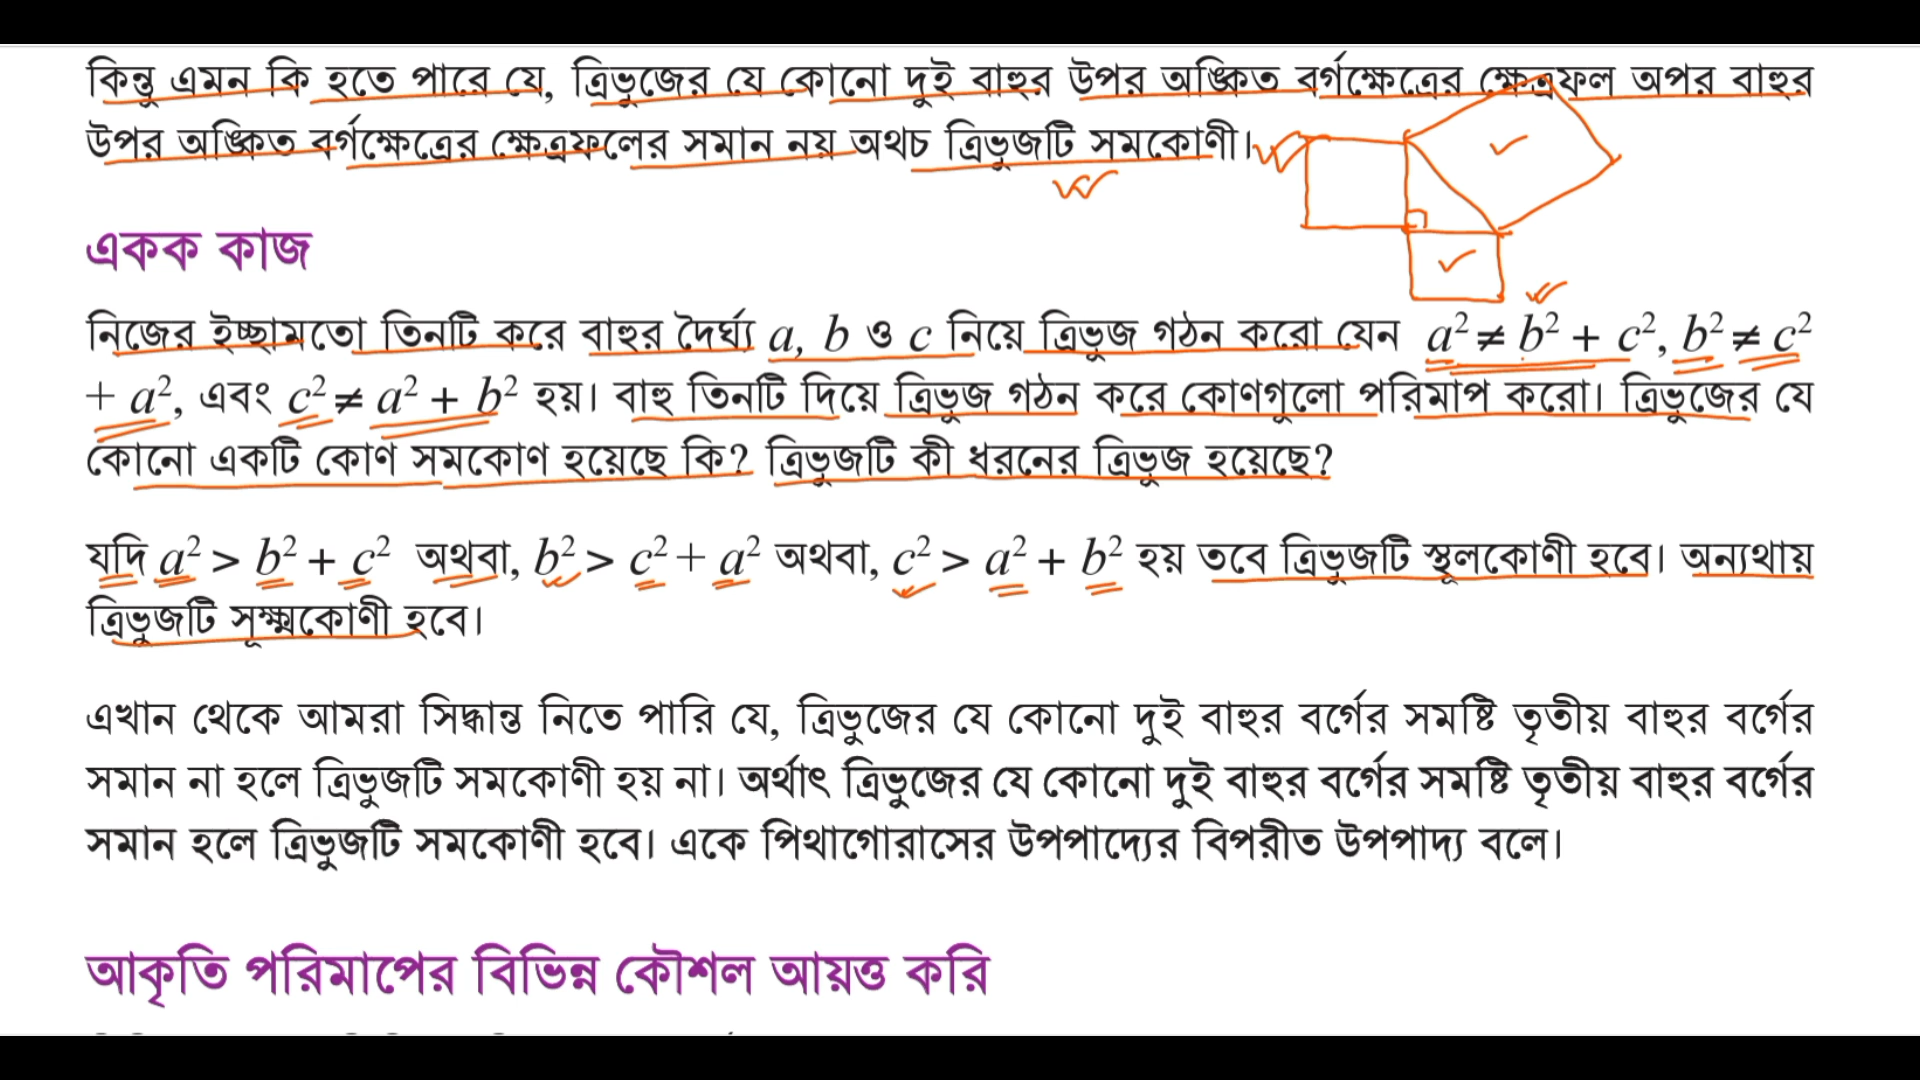 কিন্তু এমন কি হতে পারে যে, ত্রিভুজের যে কোনো দুই বাহুর উপর অঙ্কিত বর্গক্ষেত্রের ক্ষেত্রফল অপর বাহুর
উপর অঙ্কিত বর্গক্ষেত্রের ক্ষেত্রফলের সমান নয় অথচ ত্রিভুজটি সমকোণী।
একক কাজ
নিজের ইচ্ছামতো তিনটি করে বাহুর দৈর্ঘ্য a, b ও c নিয়ে ত্রিভুজ গঠন করো যেন a² ≠ b² + c², b² ≠ c²
+ a², এবং c² ≠ a² + b² হয়। বাহু তিনটি দিয়ে ত্রিভুজ গঠন করে কোণগুলো পরিমাপ করো। ত্রিভুজের যে
কোনো একটি কোণ সমকোণ হয়েছে কি? ত্রিভুজটি কী ধরনের ত্রিভুজ হয়েছে?
যদি a² > b² + c² অথবা, b² > c² + a² অথবা, c² > a² + b² হয় তবে ত্রিভুজটি স্থূলকোণী হবে। অন্যথায়
ত্রিভুজটি সূক্ষ্মকোণী হবে।
এখান থেকে আমরা সিদ্ধান্ত নিতে পারি যে, ত্রিভুজের যে কোনো দুই বাহুর বর্গের সমষ্টি তৃতীয় বাহুর বর্গের
সমান না হলে ত্রিভুজটি সমকোণী হয় না। অর্থাৎ ত্রিভুজের যে কোনো দুই বাহুর বর্গের সমষ্টি তৃতীয় বাহুর বর্গের
সমান হলে ত্রিভুজটি সমকোণী হবে। একে পিথাগোরাসের উপপাদ্যের বিপরীত উপপাদ্য বলে।
আকৃতি পরিমাপের বিভিন্ন কৌশল আয়ত্ত করি